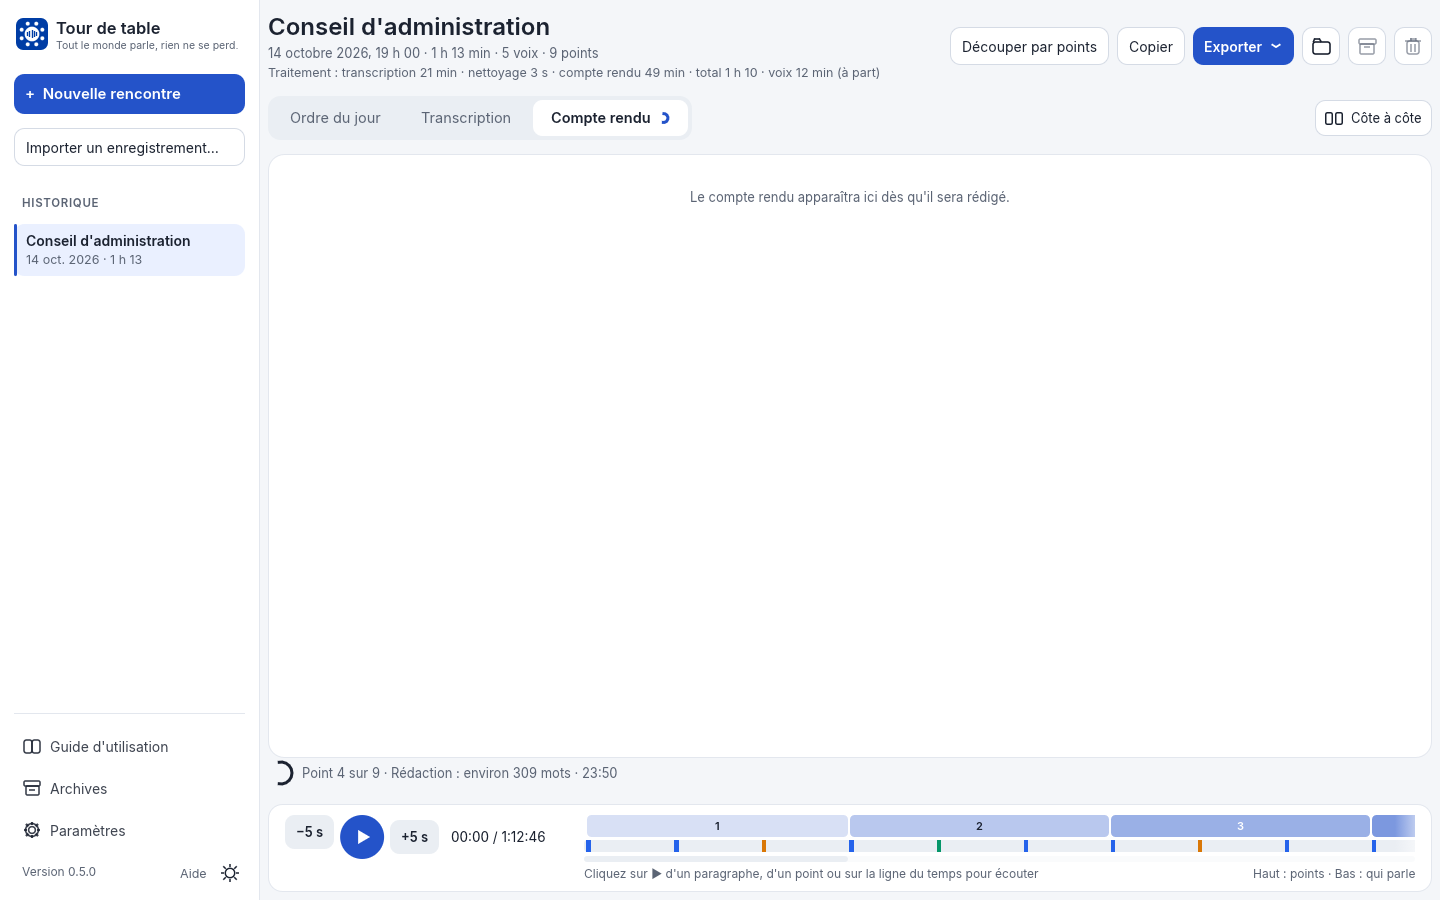 Tour de table
Tout le monde parle, rien ne se perd.
+ Nouvelle rencontre
Importer un enregistrement...
HISTORIQUE
Conseil d'administration
14 oct. 2026 · 1 h 13
Guide d'utilisation
Archives
Paramètres
Version 0.5.0
Aide
Conseil d'administration
14 octobre 2026, 19 h 00 · 1 h 13 min · 5 voix · 9 points
Traitement : transcription 21 min · nettoyage 3 s · compte rendu 49 min · total 1 h 10 · voix 12 min (à part)
Découper par points
Copier
Exporter
Ordre du jour
Transcription
Compte rendu
Côte à côte
Le compte rendu apparaîtra ici dès qu'il sera rédigé.
Point 4 sur 9 · Rédaction : environ 309 mots · 23:50
−5 s
+5 s
00:00 / 1:12:46
1
2
3
Cliquez sur ▶ d'un paragraphe, d'un point ou sur la ligne du temps pour écouter
Haut : points · Bas : qui parle